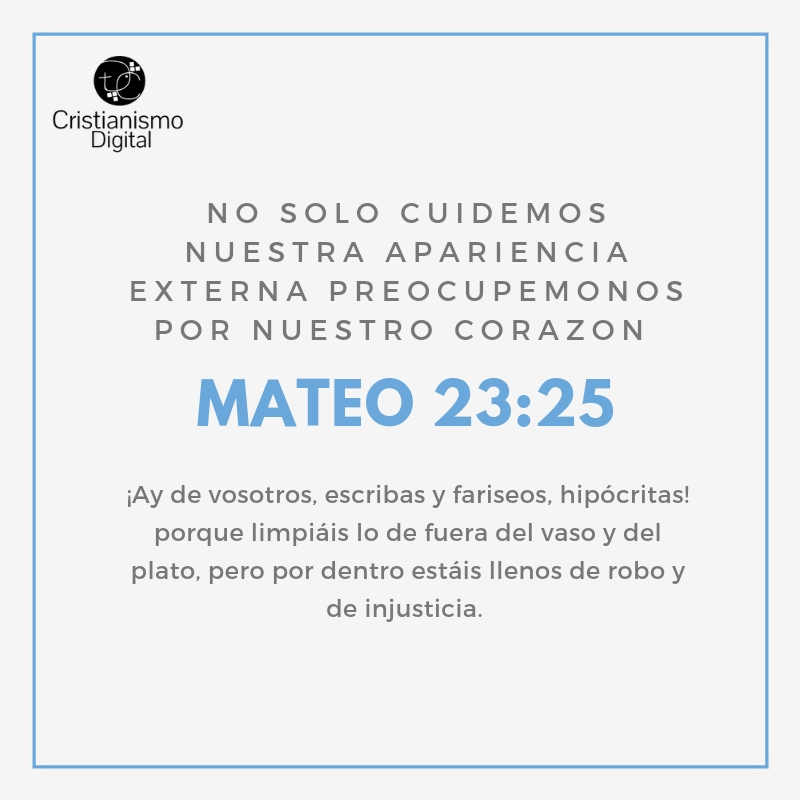 Cristianismo
Digital
NO SOLO CUIDEMOS
NUESTRA APARIENCIA
EXTERNA PREOCUPEMONOS
POR NUESTRO CORAZON
MATEO 23:25
¡Ay de vosotros, escribas y fariseos, hipócritas!
porque limpiáis lo de fuera del vaso y del
plato, pero por dentro estáis llenos de robo y
de injusticia.